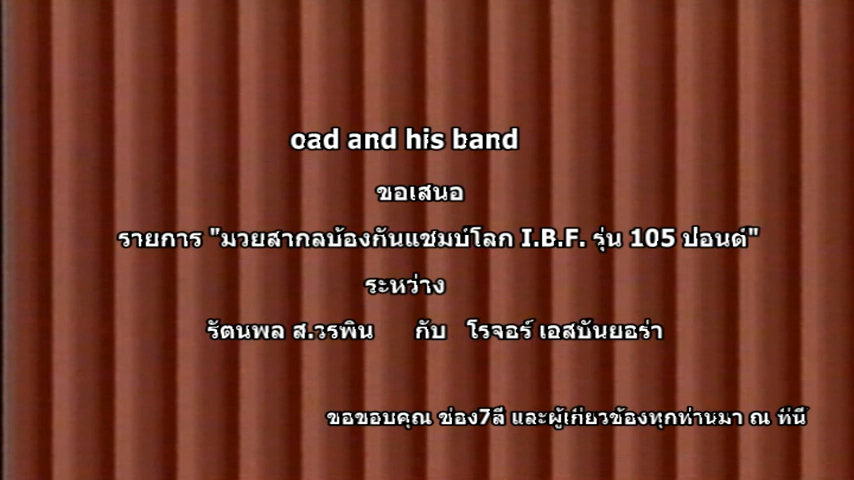 oad and his band
ขอเสนอ
รายการ "มวยสากลป้องกันแชมป์โลก I.B.F. รุ่น 105 ปอนด์"
ระหว่าง
รัตนพล ส.วรพิน กับ โรจอร์ เอสปันยอร่า
ขอขอบคุณ ช่อง7สี และผู้เกี่ยวข้องทุกท่านมา ณ ที่นี้